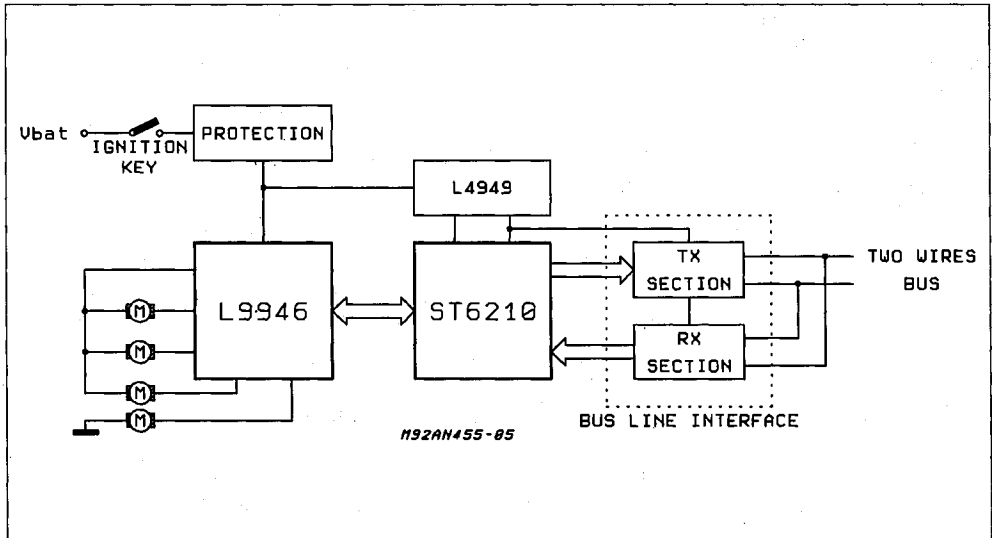 Vbat
IGNITION
KEY
PROTECTION
L4949
L9946
ST6210
TX
SECTION
RX
SECTION
TWO WIRES
BUS
M
M
M
M
BUS LINE INTERFACE
M92AN455-05